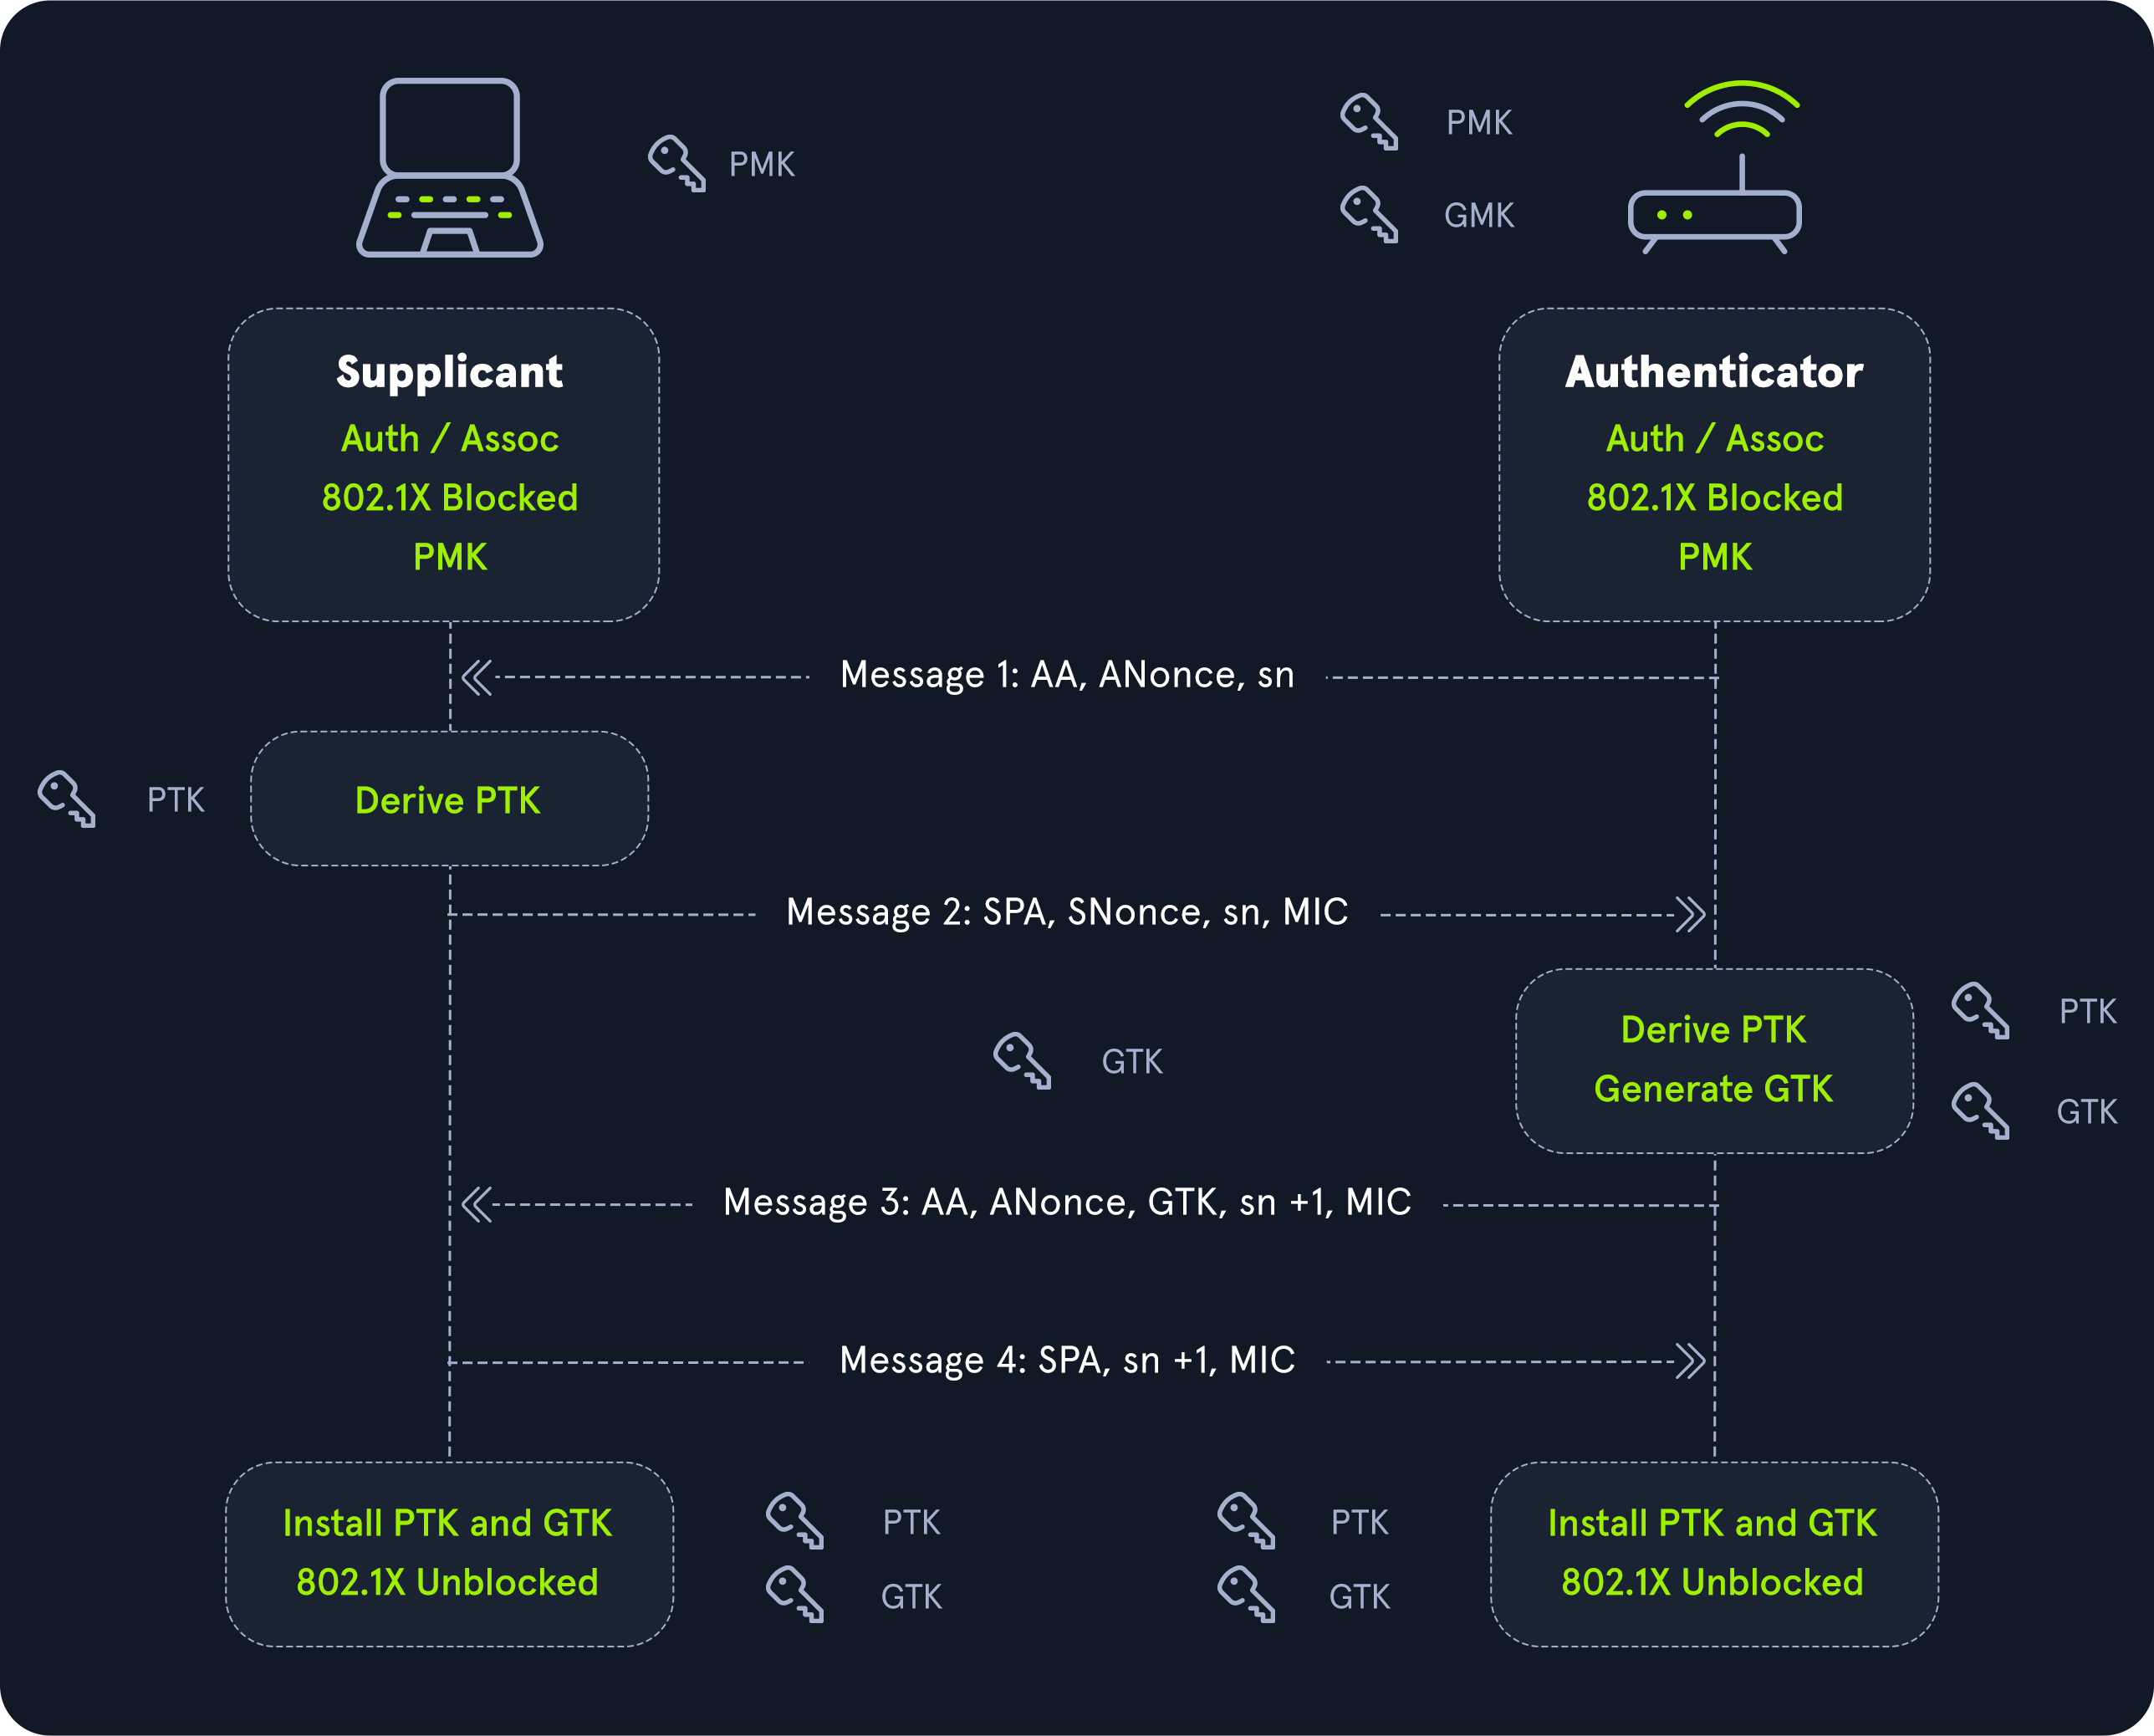 PMK
PMK
GMK
Supplicant
Auth / Assoc
802.1X Blocked
PMK
Authenticator
Auth / Assoc
802.1X Blocked
PMK
Message 1: AA, ANonce, sn
PTK
Derive PTK
Message 2: SPA, SNonce, sn, MIC
Derive PTK
Generate GTK
PTK
GTK
GTK
Message 3: AA, ANonce, GTK, sn +1, MIC
Message 4: SPA, sn +1, MIC
Install PTK and GTK
802.1X Unblocked
PTK
GTK
PTK
GTK
Install PTK and GTK
802.1X Unblocked